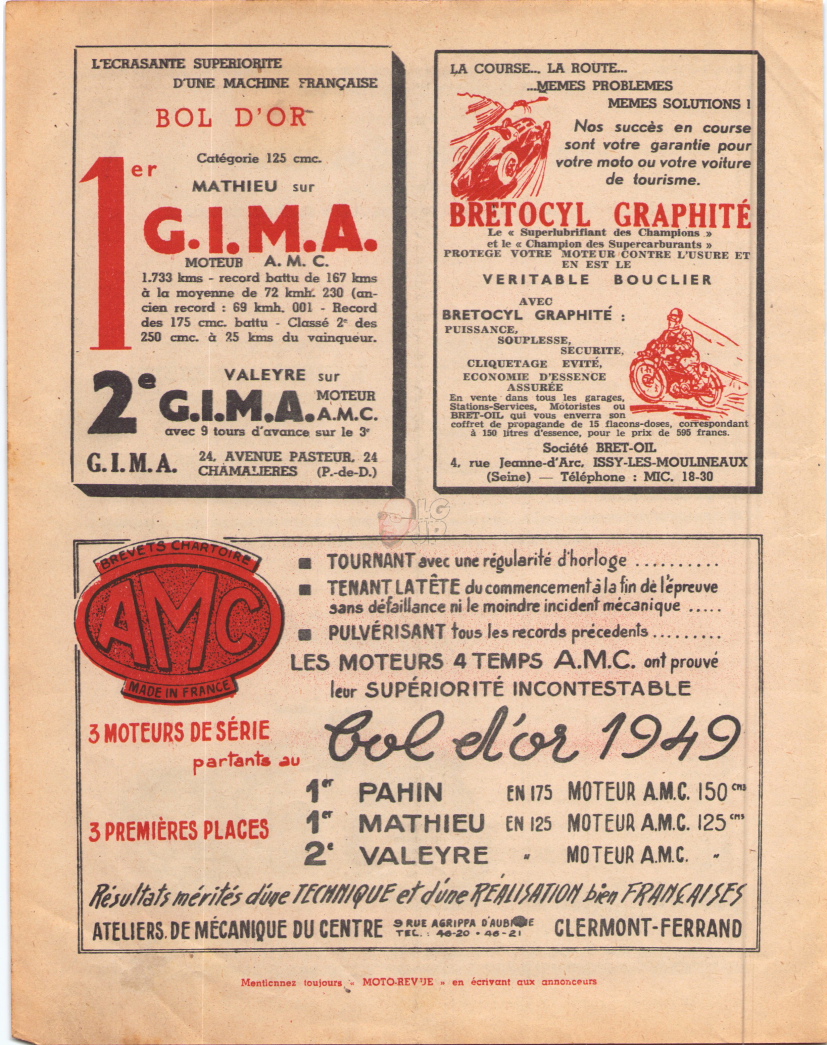 L'ECRASANTE SUPERIORITE
D'UNE MACHINE FRANÇAISE
BOL D'OR
1er
Catégorie 125 cmc.
MATHIEU sur
G.I.M.A.
MOTEUR A. M. C.
1.733 kms - record battu de 167 kms
à la moyenne de 72 kmh. 230 (an-
cien record : 69 kmh. 001 - Record
des 175 cmc. battu - Classé 2e des
250 cmc. à 25 kms du vainqueur.
2e
VALEYRE sur
G.I.M.A. MOTEUR A.M.C.
avec 9 tours d'avance sur le 3e
G.I.M.A.
24, AVENUE PASTEUR, 24
CHAMALIERES (P.-de-D.)
LA COURSE... LA ROUTE...
...MEMES PROBLEMES
MEMES SOLUTIONS !
Nos succès en course
sont votre garantie pour
votre moto ou votre voiture
de tourisme.
BRETOCYL GRAPHITÉ
Le « Superlubrifiant des Champions »
et le « Champion des Supercarburants »
PROTEGE VOTRE MOTEUR CONTRE L'USURE ET
EN EST LE
VERITABLE BOUCLIER
AVEC
BRETOCYL GRAPHITÉ :
PUISSANCE,
SOUPLESSE,
SECURITE,
CLIQUETAGE EVITÉ,
ECONOMIE D'ESSENCE
ASSURÉE
En vente dans tous les garages,
Stations-Services, Motoristes ou
BRET-OIL qui vous enverra son
coffret de propagande de 15 flacons-doses, correspondant
à 150 litres d'essence, pour le prix de 595 francs.
Société BRET-OIL
4, rue Jeanne-d'Arc, ISSY-LES-MOULINEAUX
(Seine) — Téléphone : MIC. 18-30
BREVETS CHARTOIRE
AMC
MADE IN FRANCE
TOURNANT avec une régularité d'horloge ..........
TENANT LA TÊTE du commencement à la fin de l'épreuve
sans défaillance ni le moindre incident mécanique .....
PULVÉRISANT tous les records précedents .........
LES MOTEURS 4 TEMPS A.M.C. ont prouvé
leur SUPÉRIORITÉ INCONTESTABLE
3 MOTEURS DE SÉRIE
partants au
bol d'or 1949
3 PREMIÈRES PLACES
1er PAHIN EN 175 MOTEUR A.M.C. 150 cm3
1er MATHIEU EN 125 MOTEUR A.M.C. 125 cm3
2e VALEYRE " MOTEUR A.M.C. "
Résultats mérités d'une TECHNIQUE et d'une RÉALISATION bien FRANÇAISES
ATELIERS DE MÉCANIQUE DU CENTRE
9 RUE AGRIPPA
TEL. : 46-20 • 46-21
CLERMONT-FERRAND
Mentionnez toujours « MOTO-REVUE » en écrivant aux annonceurs